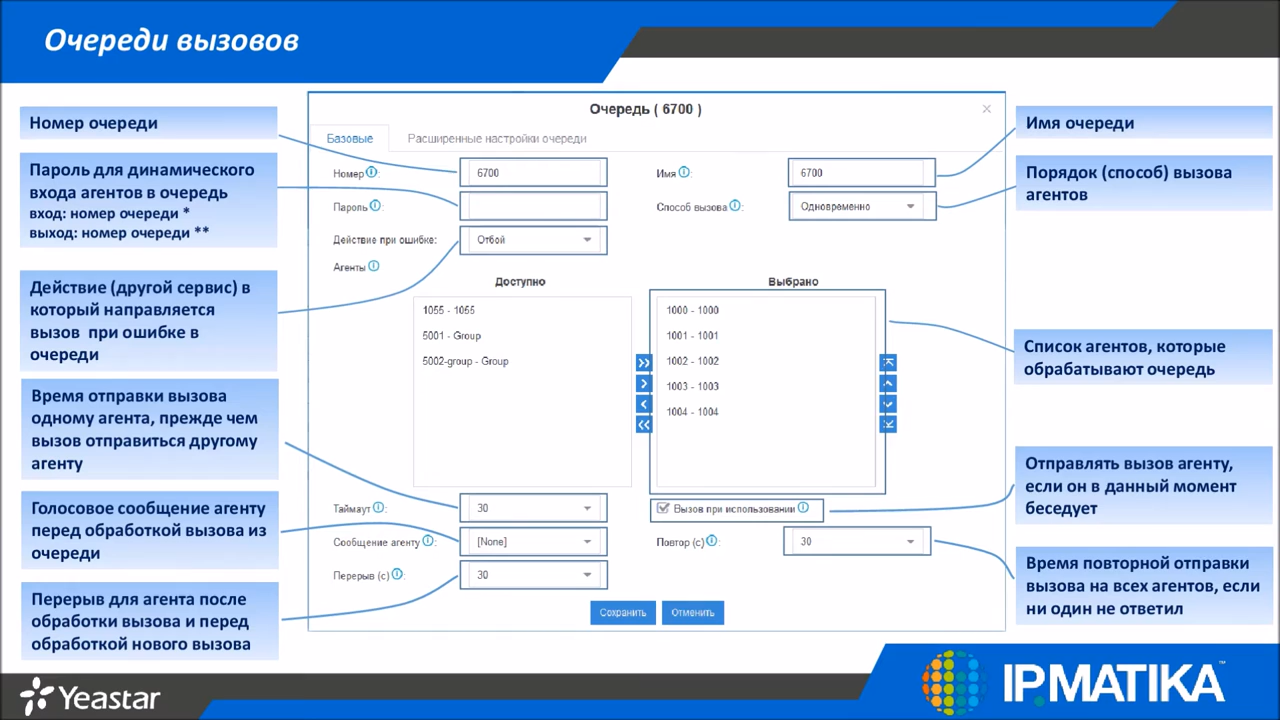 Очереди вызовов
Номер очереди
Пароль для динамического
входа агентов в очередь
вход: номер очереди *
выход: номер очереди **
Действие (другой сервис) в
который направляется
вызов при ошибке в
очереди
Время отправки вызова
одному агента, прежде чем
вызов отправиться другому
агенту
Голосовое сообщение агенту
перед обработкой вызова из
очереди
Перерыв для агента после
обработки вызова и перед
обработкой нового вызова
Очередь ( 6700 )
×
Базовые
Расширенные настройки очереди
Номер : 6700
Имя : 6700
Пароль :
Способ вызова : Одновременно
Действие при ошибке: Отбой
Агенты :
Доступно
1055 - 1055
5001 - Group
5002-group - Group
Выбрано
1000 - 1000
1001 - 1001
1002 - 1002
1003 - 1003
1004 - 1004
Таймаут : 30
Вызов при использовании
Сообщение агенту : [None]
Повтор (с) : 30
Перерыв (с) : 30
Сохранить
Отменить
Имя очереди
Порядок (способ) вызова
агентов
Список агентов, которые
обрабатывают очередь
Отправлять вызов агенту,
если он в данный момент
беседует
Время повторной отправки
вызова на всех агентов, если
ни один не ответил
Yeastar
IPMATIKA™